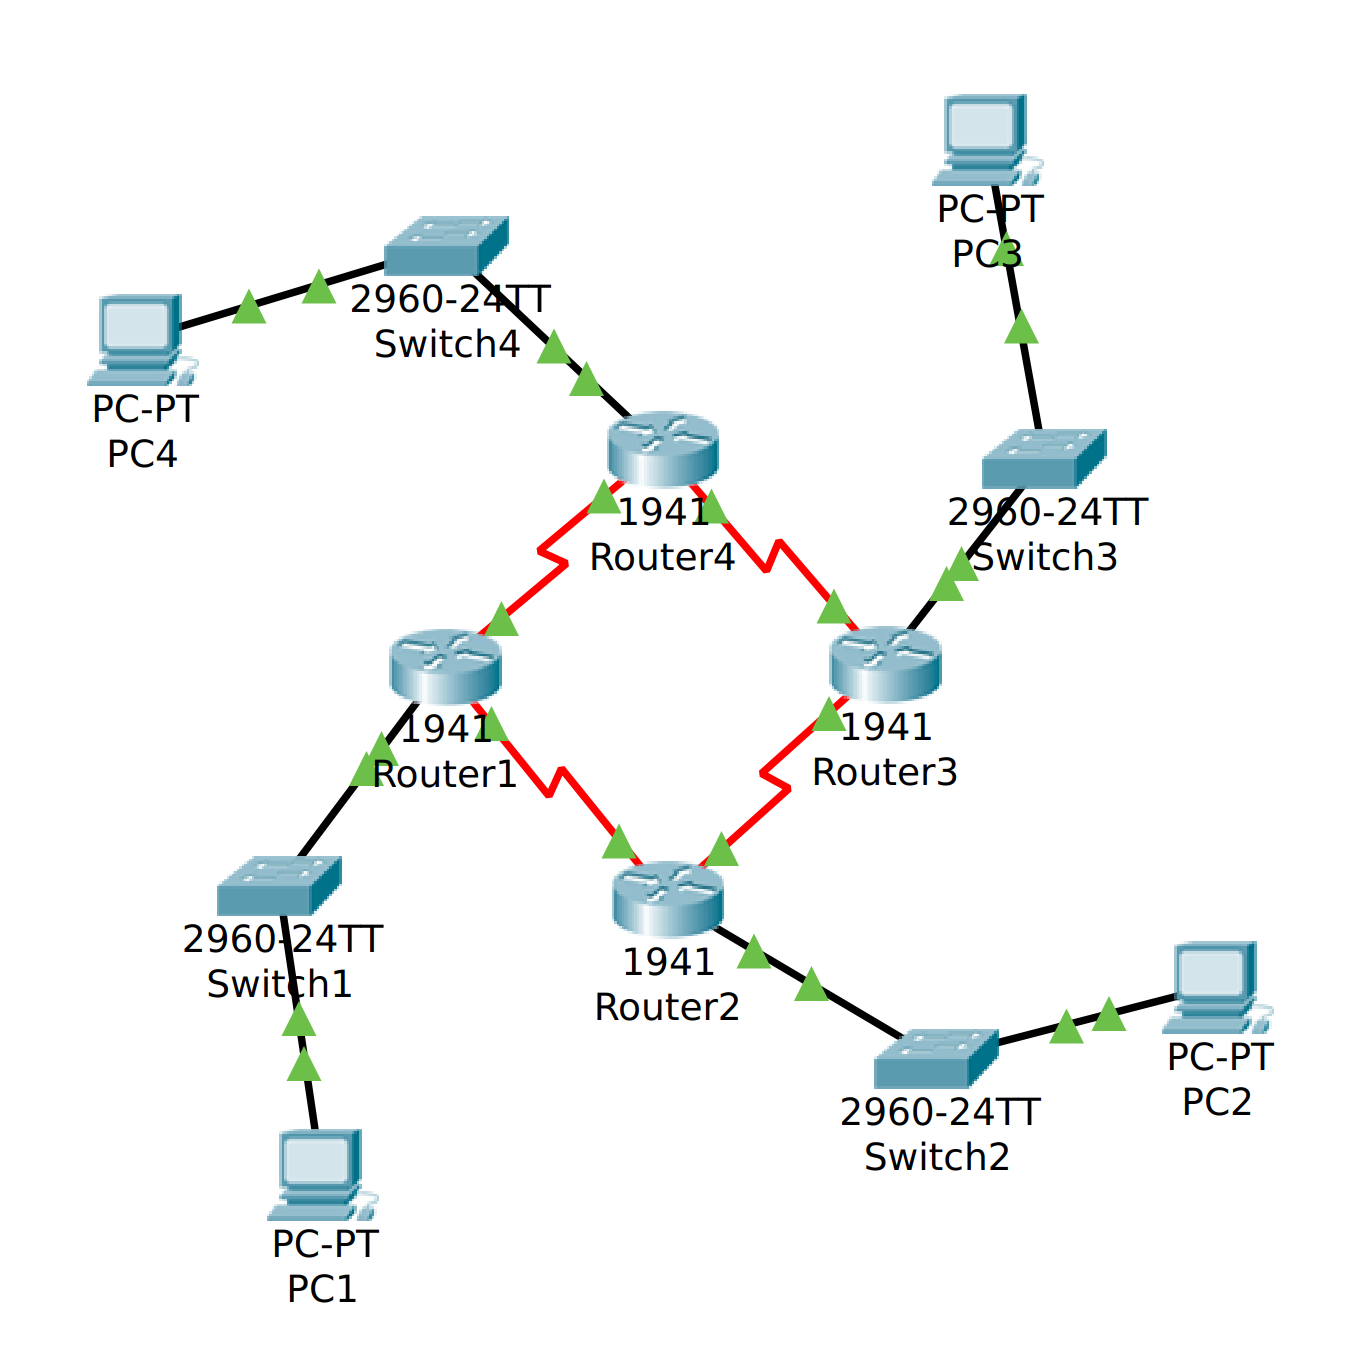 PC-PT
PC3
2960-24TT
Switch4
PC-PT
PC4
1941
Router4
2960-24TT
Switch3
1941
Router1
1941
Router3
2960-24TT
Switch1
1941
Router2
PC-PT
PC2
2960-24TT
Switch2
PC-PT
PC1